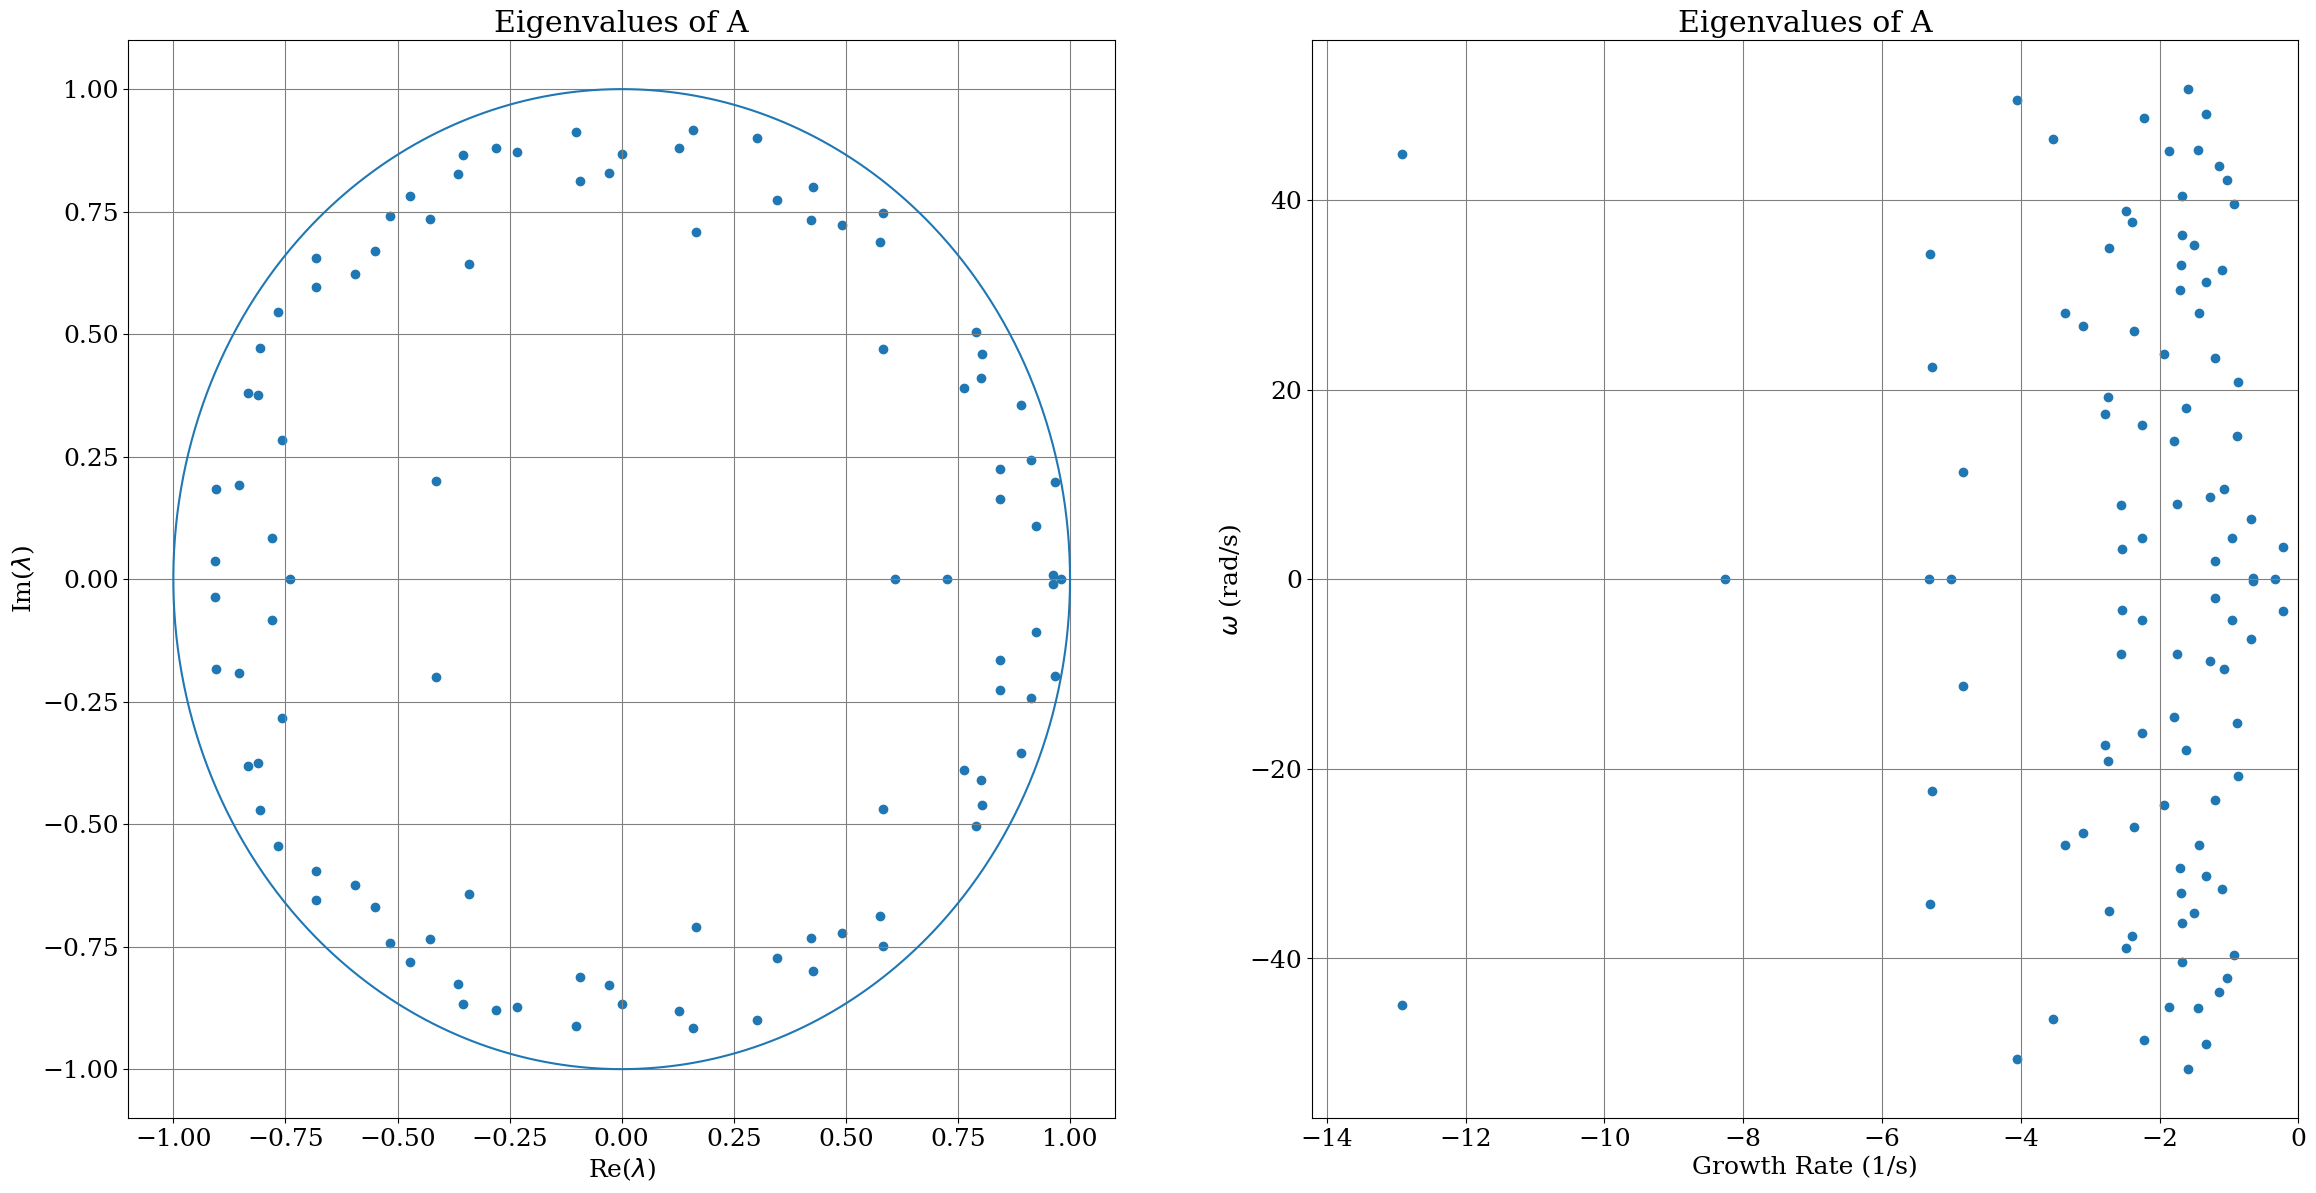 Eigenvalues of A
1.00
0.75
0.50
0.25
0.00
−0.25
−0.50
−0.75
−1.00
Im(λ)
−1.00 −0.75 −0.50 −0.25 0.00 0.25 0.50 0.75 1.00
Re(λ)
Eigenvalues of A
40
20
0
−20
−40
ω (rad/s)
−14 −12 −10 −8 −6 −4 −2 0
Growth Rate (1/s)